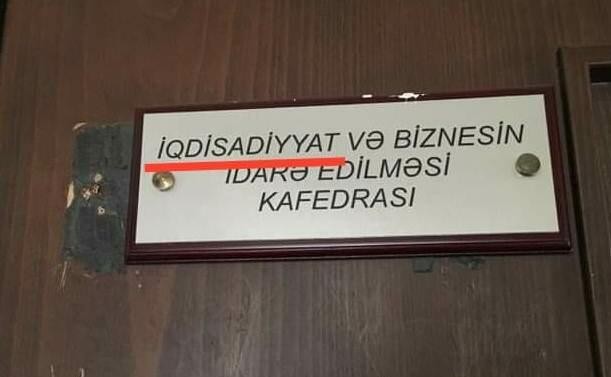 İQDİSADİYYAT VƏ BİZNESİN
İDARƏ EDİLMƏSİ
KAFEDRASI